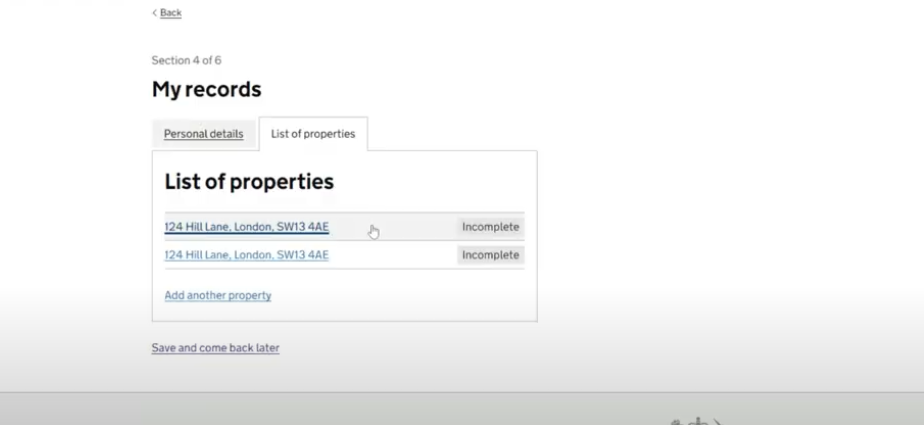 Back
Section 4 of 6
My records
Personal details
List of properties
List of properties
124 Hill Lane, London, SW13 4AE Incomplete
124 Hill Lane, London, SW13 4AE Incomplete
Add another property
Save and come back later